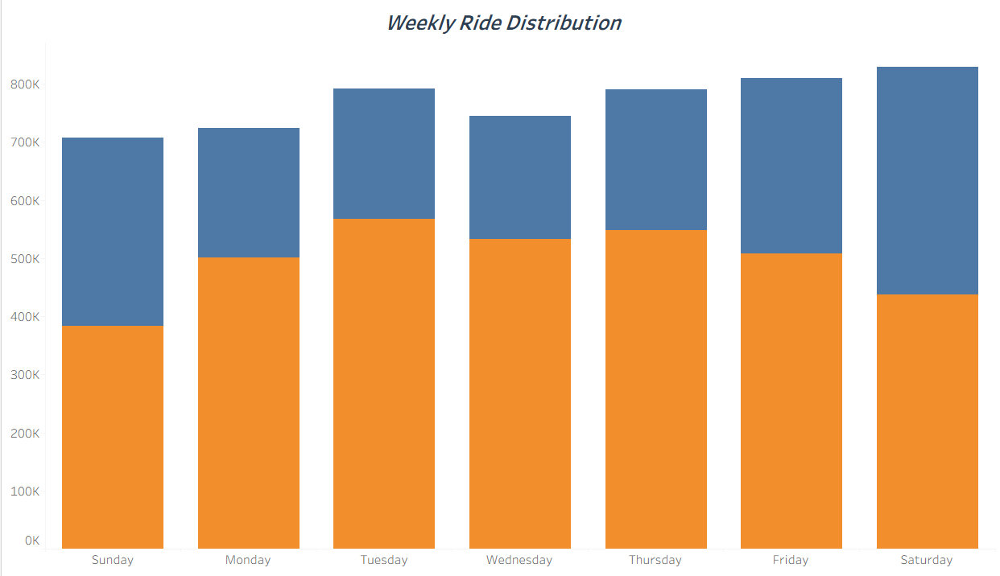 Weekly Ride Distribution
800K
700K
600K
500K
400K
300K
200K
100K
0K
Sunday Monday Tuesday Wednesday Thursday Friday Saturday